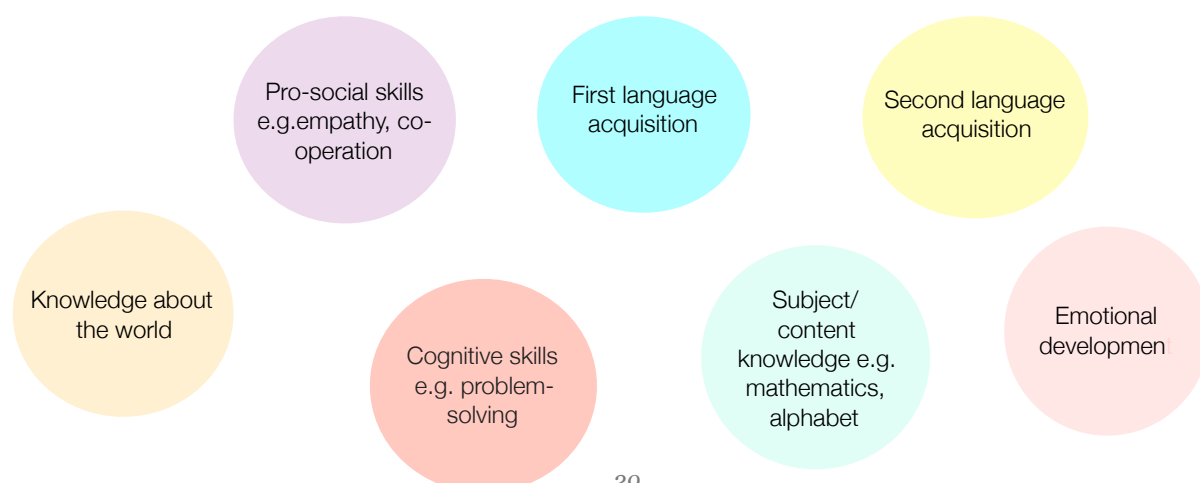 Pro-social skills
e.g.empathy, co-
operation
First language
acquisition
Second language
acquisition
Knowledge about
the world
Cognitive skills
e.g. problem-
solving
Subject/
content
knowledge e.g.
mathematics,
alphabet
Emotional
development